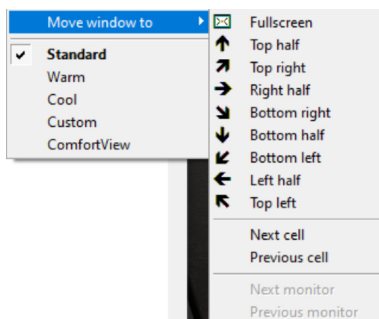 Move window to
Standard
Warm
Cool
Custom
ComfortView
Fullscreen
Top half
Top right
Right half
Bottom right
Bottom half
Bottom left
Left half
Top left
Next cell
Previous cell
Next monitor
Previous monitor